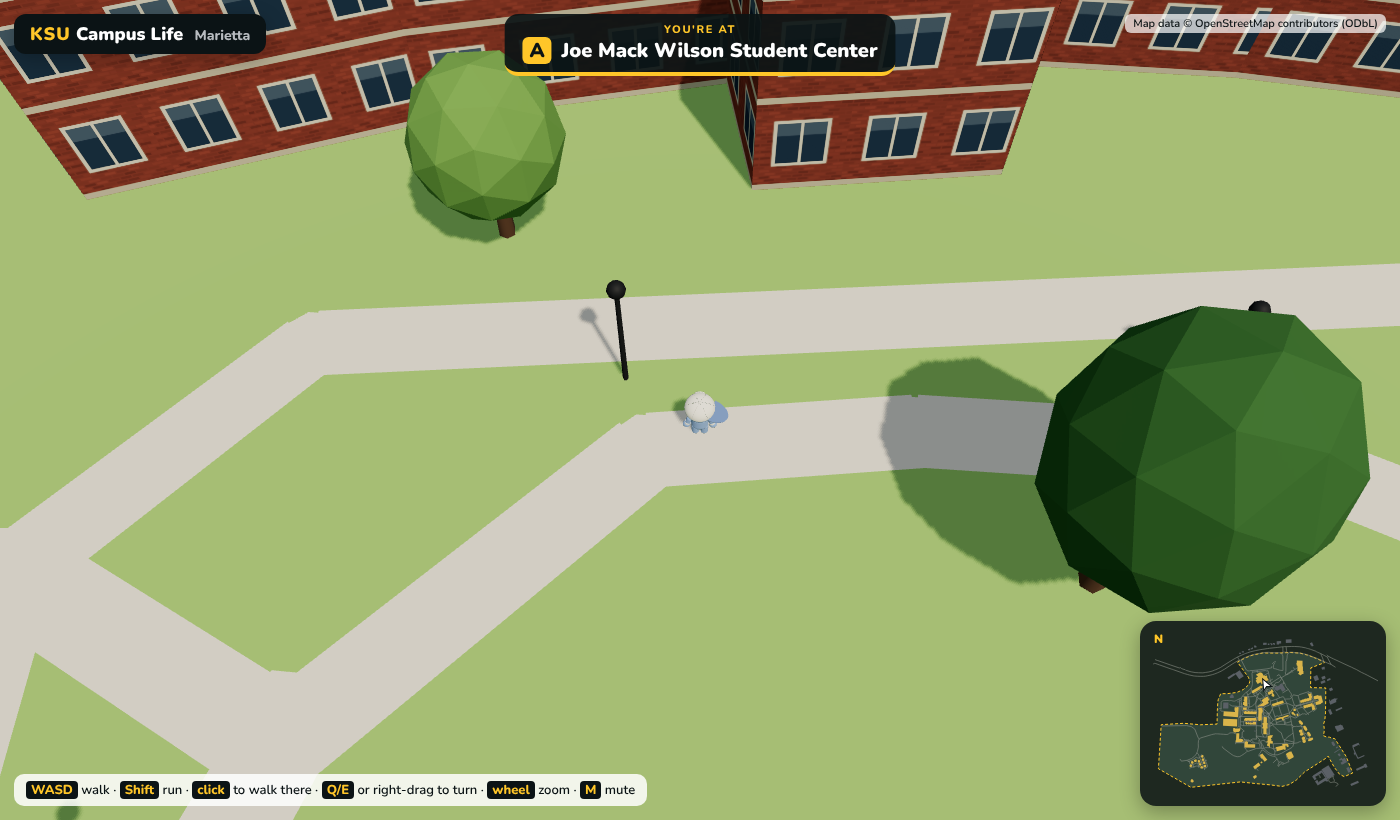 KSU Campus Life Marietta
YOU'RE AT
A Joe Mack Wilson Student Center
Map data © OpenStreetMap contributors (ODbL)
N
WASD walk · Shift run · click to walk there · Q/E or right-drag to turn · wheel zoom · M mute